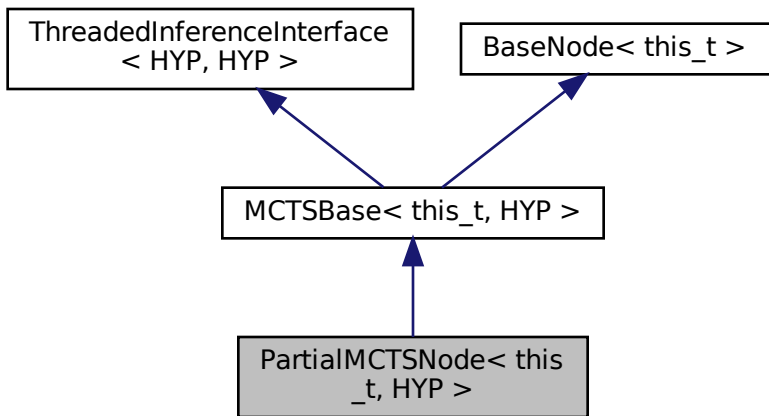 ThreadedInferenceInterface
< HYP, HYP >
BaseNode< this_t >
MCTSBase< this_t, HYP >
PartialMCTSNode< this
_t, HYP >